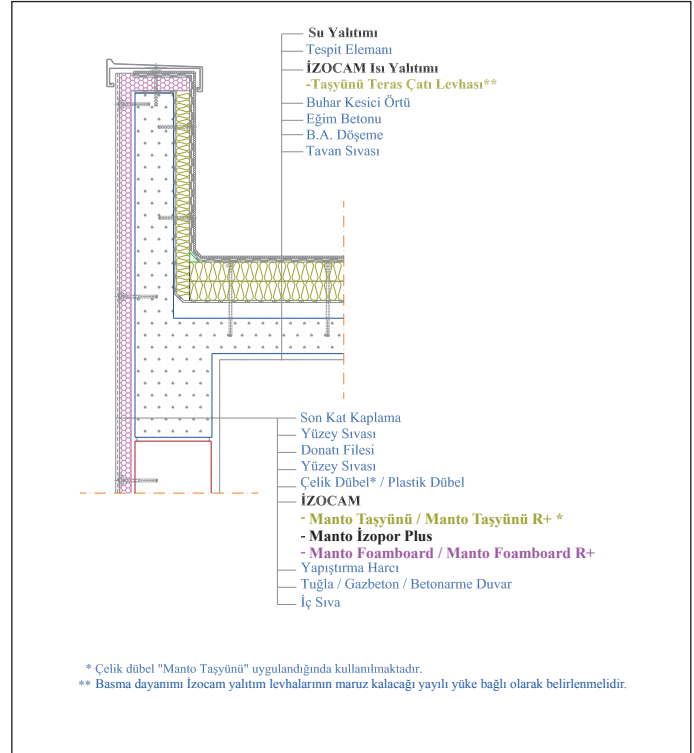 Su Yalıtımı
Tespit Elemanı
İZOCAM Isı Yalıtımı
-Taşyünü Teras Çatı Levhası**
Buhar Kesici Örtü
Eğim Betonu
B.A. Döşeme
Tavan Sıvası
Son Kat Kaplama
Yüzey Sıvası
Donatı Filesi
Yüzey Sıvası
Çelik Dübel* / Plastik Dübel
İZOCAM
- Manto Taşyünü / Manto Taşyünü R+ *
- Manto İzopor Plus
- Manto Foamboard / Manto Foamboard R+
Yapıştırma Harcı
Tuğla / Gazbeton / Betonarme Duvar
İç Sıva
* Çelik dübel "Manto Taşyünü" uygulandığında kullanılmaktadır.
** Basma dayanımı İzocam yalıtım levhalarının maruz kalacağı yayılı yüke bağlı olarak belirlenmelidir.